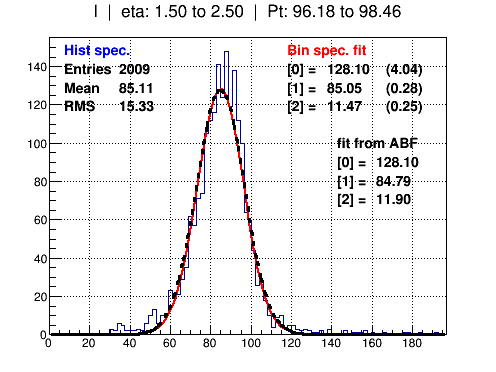 I | eta: 1.50 to 2.50 | Pt: 96.18 to 98.46
Hist spec.
Entries 2009
Mean 85.11
RMS 15.33
Bin spec. fit
[0] = 128.10 (4.04)
[1] = 85.05 (0.28)
[2] = 11.47 (0.25)
fit from ABF
[0] = 128.10
[1] = 84.79
[2] = 11.90
140
120
100
80
60
40
20
0
0 20 40 60 80 100 120 140 160 180